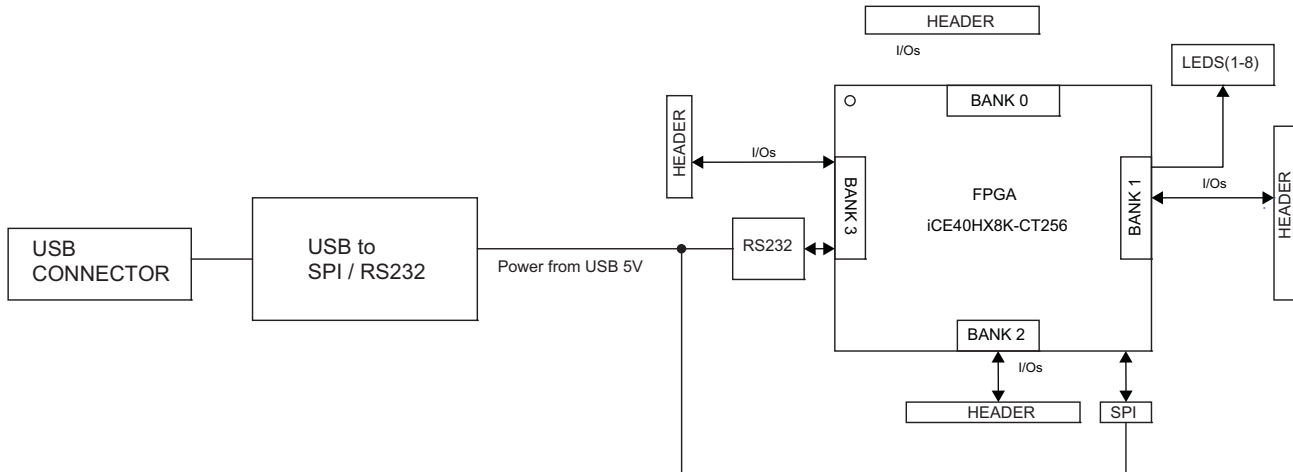 HEADER
I/Os
LEDS(1-8)
BANK 0
HEADER
I/Os
BANK 3
FPGA
iCE40HX8K-CT256
BANK 1
I/Os
HEADER
USB
CONNECTOR
USB to
SPI / RS232
Power from USB 5V
RS232
BANK 2
I/Os
HEADER
SPI